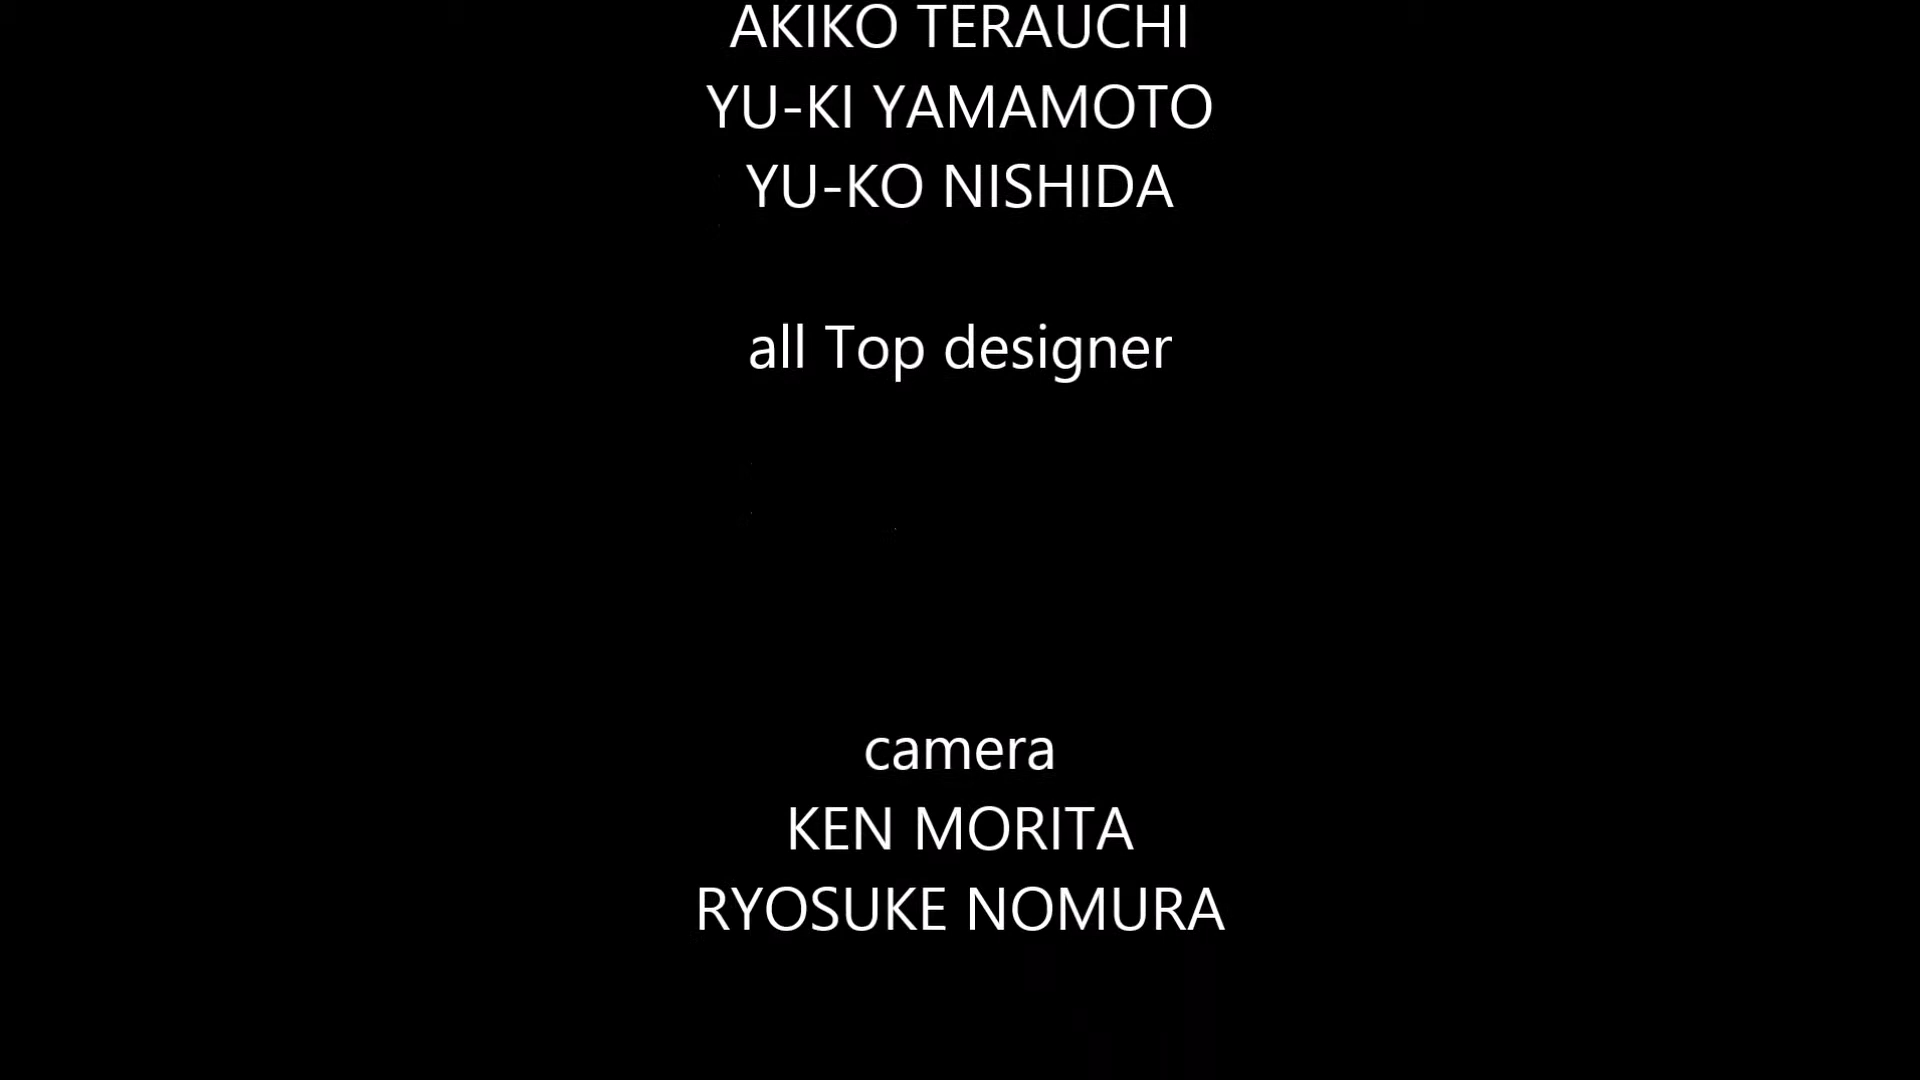 AKIKO TERAUCHI
YU-KI YAMAMOTO
YU-KO NISHIDA
all Top designer
camera
KEN MORITA
RYOSUKE NOMURA